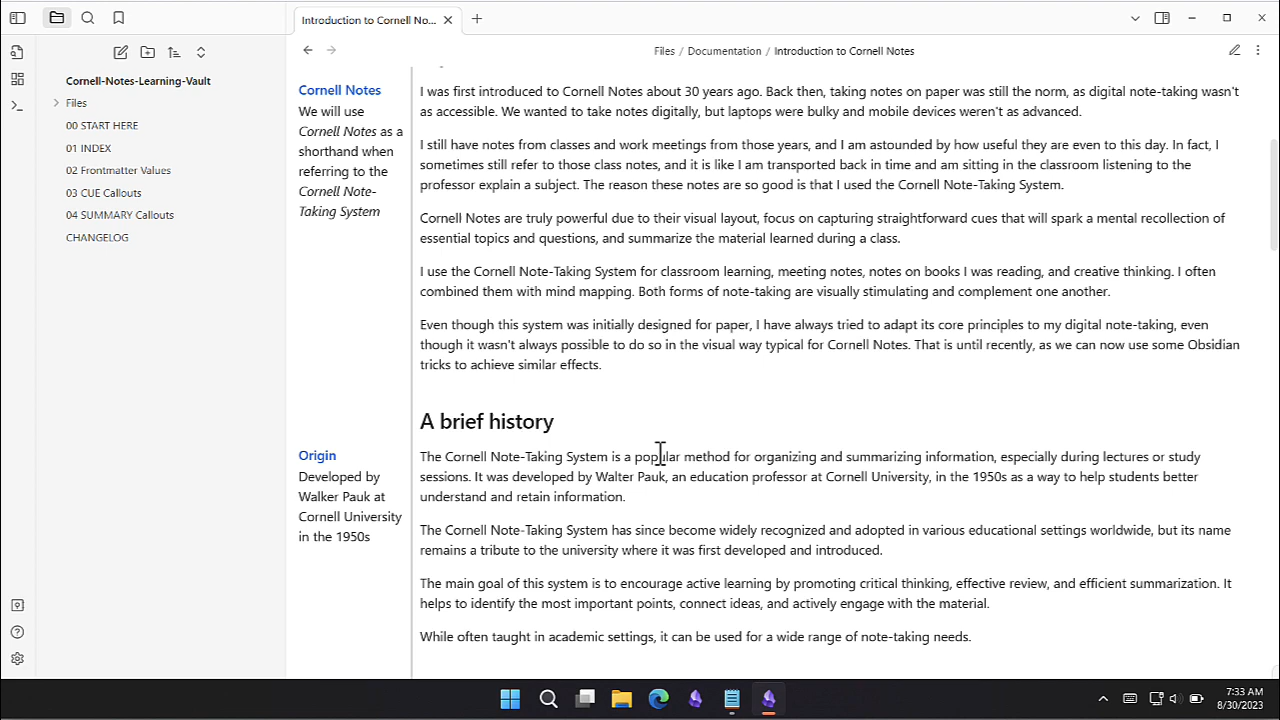 Introduction to Cornell No...
Files / Documentation / Introduction to Cornell Notes
Cornell-Notes-Learning-Vault
Files
00 START HERE
01 INDEX
02 Frontmatter Values
03 CUE Callouts
04 SUMMARY Callouts
CHANGELOG
Cornell Notes
We will use
Cornell Notes as a
shorthand when
referring to the
Cornell Note-
Taking System
I was first introduced to Cornell Notes about 30 years ago. Back then, taking notes on paper was still the norm, as digital note-taking wasn't
as accessible. We wanted to take notes digitally, but laptops were bulky and mobile devices weren't as advanced.
I still have notes from classes and work meetings from those years, and I am astounded by how useful they are even to this day. In fact, I
sometimes still refer to those class notes, and it is like I am transported back in time and am sitting in the classroom listening to the
professor explain a subject. The reason these notes are so good is that I used the Cornell Note-Taking System.
Cornell Notes are truly powerful due to their visual layout, focus on capturing straightforward cues that will spark a mental recollection of
essential topics and questions, and summarize the material learned during a class.
I use the Cornell Note-Taking System for classroom learning, meeting notes, notes on books I was reading, and creative thinking. I often
combined them with mind mapping. Both forms of note-taking are visually stimulating and complement one another.
Even though this system was initially designed for paper, I have always tried to adapt its core principles to my digital note-taking, even
though it wasn't always possible to do so in the visual way typical for Cornell Notes. That is until recently, as we can now use some Obsidian
tricks to achieve similar effects.
A brief history
Origin
Developed by
Walker Pauk at
Cornell University
in the 1950s
The Cornell Note-Taking System is a popular method for organizing and summarizing information, especially during lectures or study
sessions. It was developed by Walter Pauk, an education professor at Cornell University, in the 1950s as a way to help students better
understand and retain information.
The Cornell Note-Taking System has since become widely recognized and adopted in various educational settings worldwide, but its name
remains a tribute to the university where it was first developed and introduced.
The main goal of this system is to encourage active learning by promoting critical thinking, effective review, and efficient summarization. It
helps to identify the most important points, connect ideas, and actively engage with the material.
While often taught in academic settings, it can be used for a wide range of note-taking needs.
7:33 AM
8/30/2023